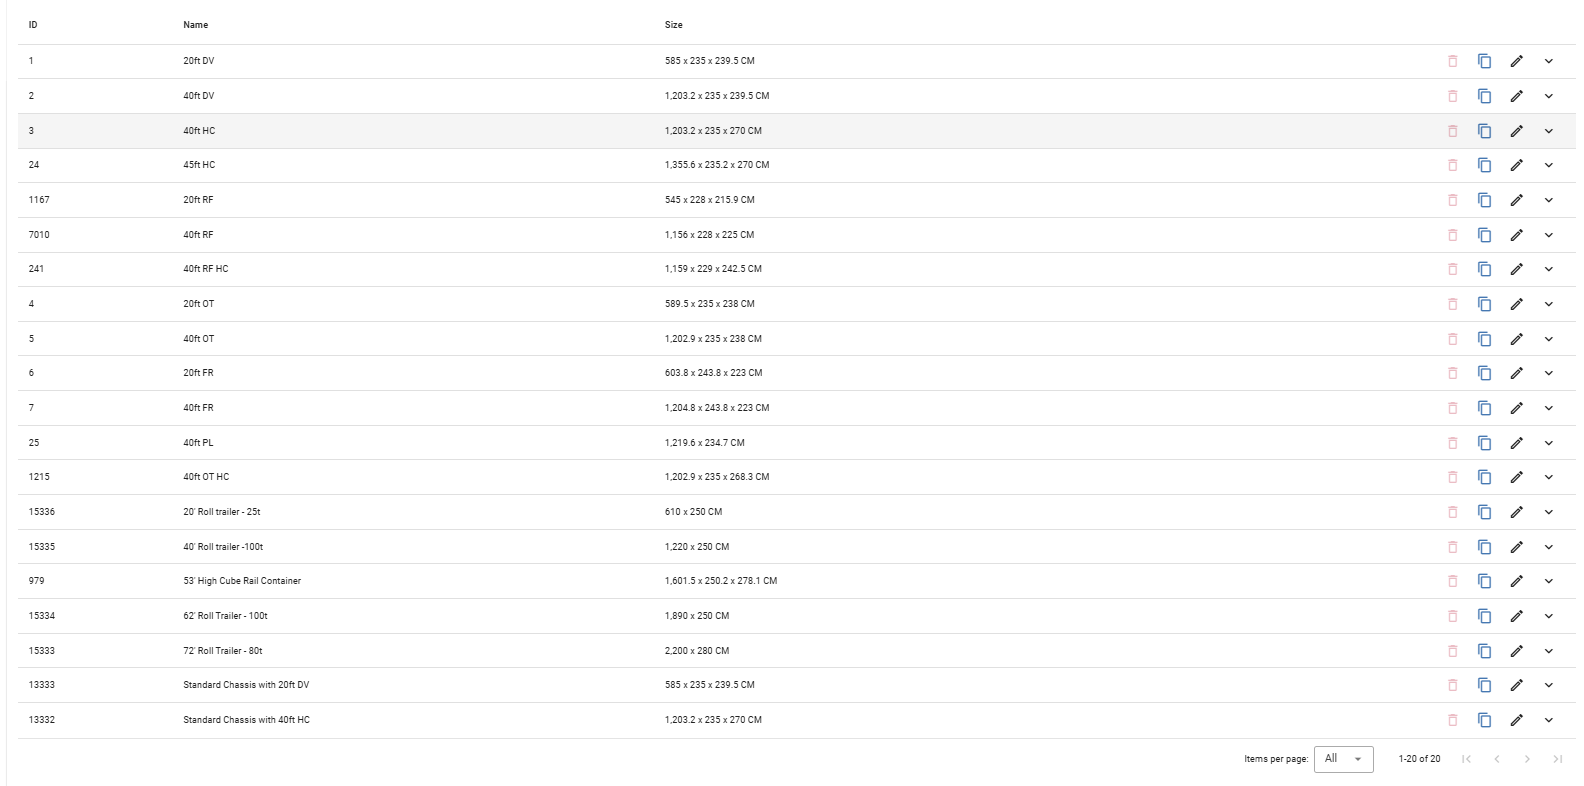 ID Name Size
1 20ft DV 585 x 235 x 239.5 CM
2 40ft DV 1,203.2 x 235 x 239.5 CM
3 40ft HC 1,203.2 x 235 x 270 CM
24 45ft HC 1,355.6 x 235.2 x 270 CM
1167 20ft RF 545 x 228 x 215.9 CM
7010 40ft RF 1,156 x 228 x 225 CM
241 40ft RF HC 1,159 x 229 x 242.5 CM
4 20ft OT 589.5 x 235 x 238 CM
5 40ft OT 1,202.9 x 235 x 238 CM
6 20ft FR 603.8 x 243.8 x 223 CM
7 40ft FR 1,204.8 x 243.8 x 223 CM
25 40ft PL 1,219.6 x 234.7 CM
1215 40ft OT HC 1,202.9 x 235 x 268.3 CM
15336 20' Roll trailer - 25t 610 x 250 CM
15335 40' Roll trailer -100t 1,220 x 250 CM
979 53' High Cube Rail Container 1,601.5 x 250.2 x 278.1 CM
15334 62' Roll Trailer - 100t 1,890 x 250 CM
15333 72' Roll Trailer - 80t 2,200 x 280 CM
13333 Standard Chassis with 20ft DV 585 x 235 x 239.5 CM
13332 Standard Chassis with 40ft HC 1,203.2 x 235 x 270 CM
Items per page: All 1-20 of 20